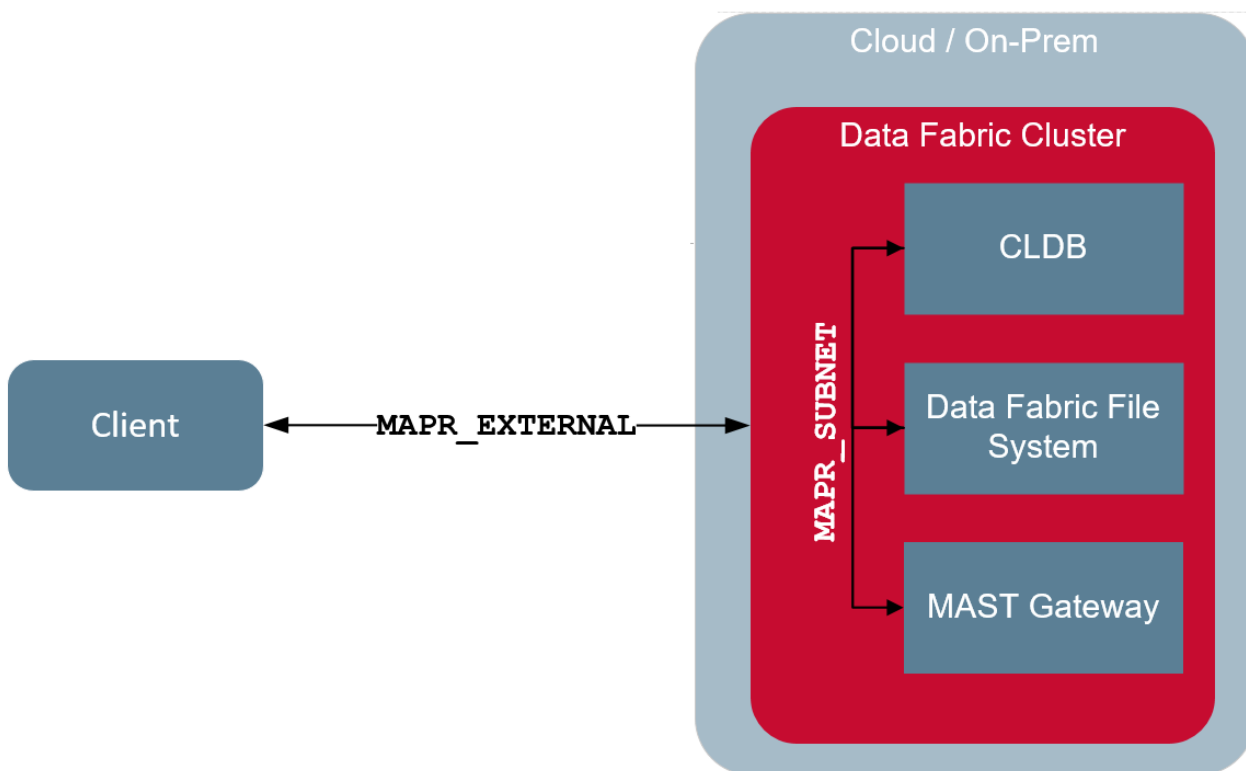 Cloud / On-Prem
Data Fabric Cluster
CLDB
MAPR_SUBNET
Client
MAPR_EXTERNAL
Data Fabric File
System
MAST Gateway